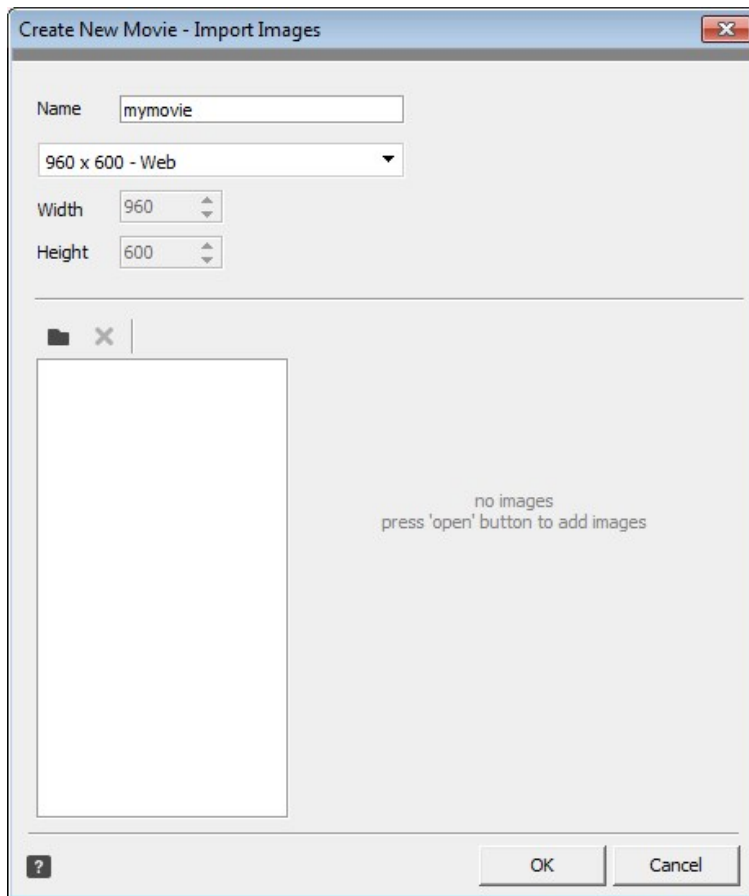 Create New Movie - Import Images
Name mymovie
960 x 600 - Web
Width 960
Height 600
no images
press 'open' button to add images
?
OK Cancel